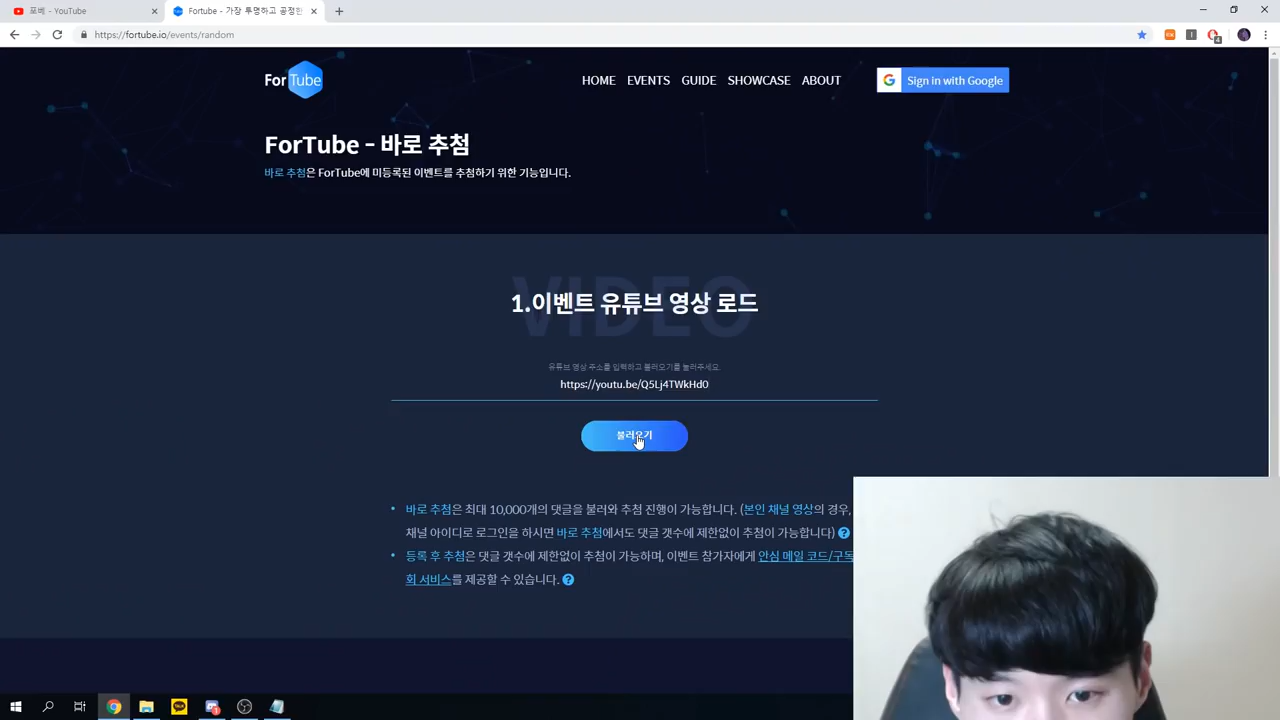 포베 - YouTube
Fortube - 가장 투명하고 공정한
https://fortube.io/events/random
4
ForTube
HOME
EVENTS
GUIDE
SHOWCASE
ABOUT
G Sign in with Google
ForTube - 바로 추첨
바로 추첨은 ForTube에 미등록된 이벤트를 추첨하기 위한 기능입니다.
VIDEO
1.이벤트 유튜브 영상 로드
유튜브 영상 주소를 입력하고 불러오기를 눌러주세요.
https://youtu.be/Q5Lj4TWkHd0
불러오기
• 바로 추첨은 최대 10,000개의 댓글을 불러와 추첨 진행이 가능합니다. (본인 채널 영상의 경우,
채널 아이디로 로그인을 하시면 바로 추첨에서도 댓글 갯수에 제한없이 추첨이 가능합니다) ?
• 등록 후 추첨은 댓글 갯수에 제한없이 추첨이 가능하며, 이벤트 참가자에게 안심 메일 코드/구독
회 서비스를 제공할 수 있습니다. ?
TALK
1